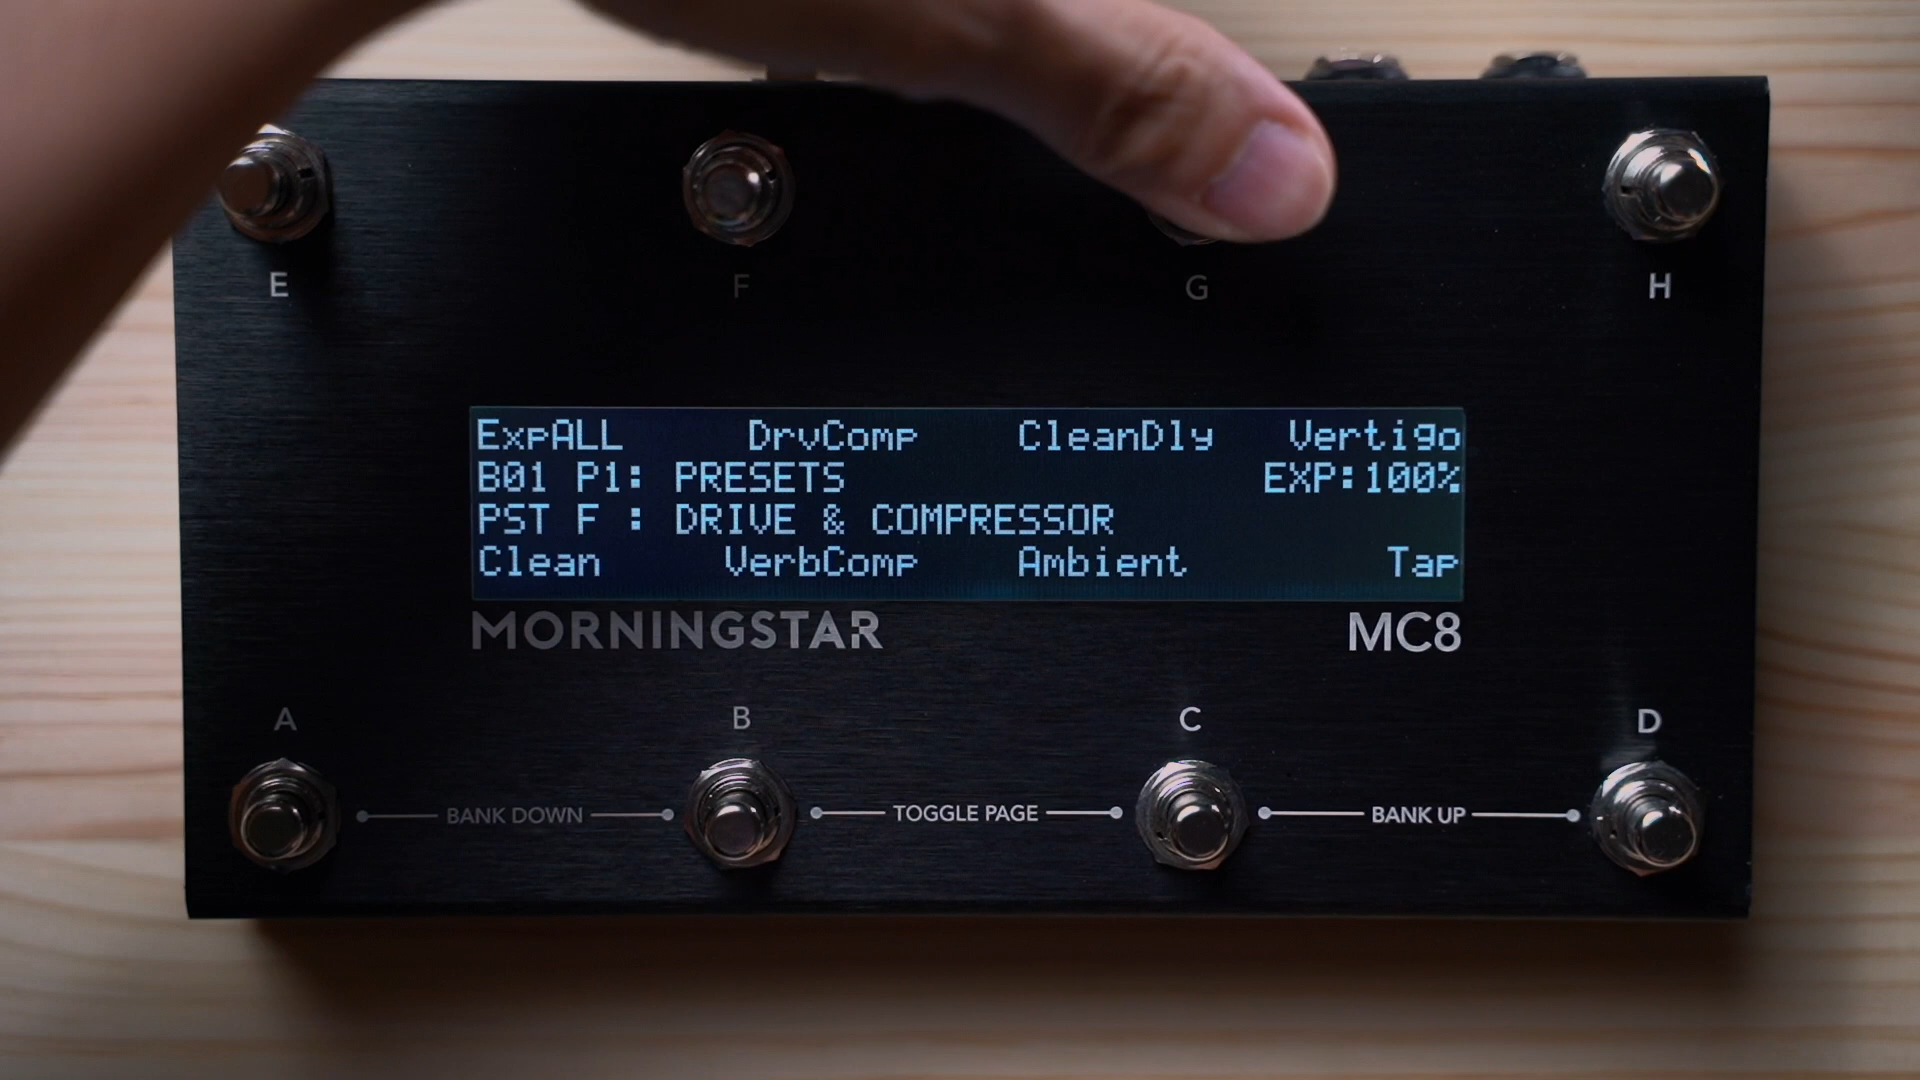 E F G H
ExpALL DrvComp CleanDly Vertigo
B01 P1: PRESETS EXP:100%
PST F : DRIVE & COMPRESSOR
Clean VerbComp Ambient Tap
MORNINGSTAR MC8
A B C D
BANK DOWN TOGGLE PAGE BANK UP